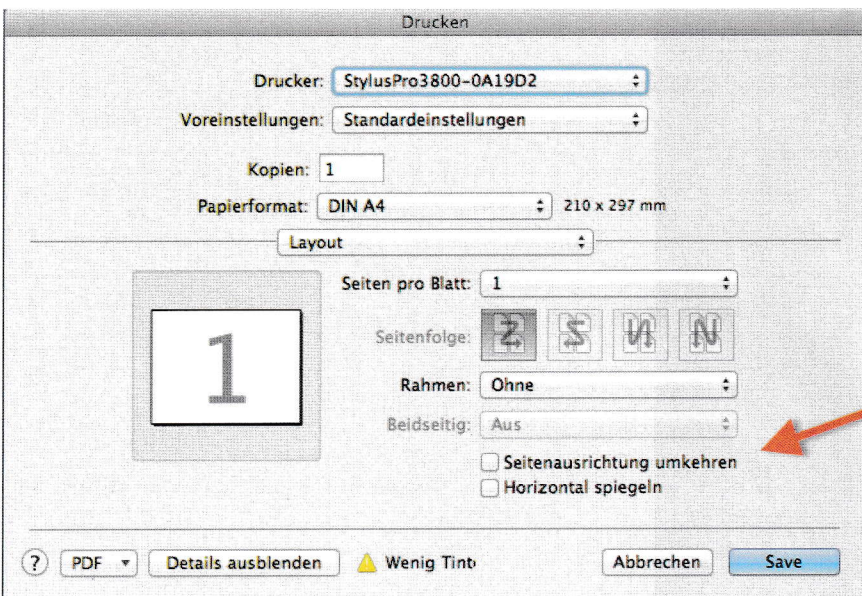 Drucken
Drucker: StylusPro3800-0A19D2
Voreinstellungen: Standardeinstellungen
Kopien: 1
Papierformat: DIN A4 210 x 297 mm
Layout
Seiten pro Blatt: 1
1
Seitenfolge:
Rahmen: Ohne
Beidseitig: Aus
Seitenausrichtung umkehren
Horizontal spiegeln
? PDF Details ausblenden Wenig Tint Abbrechen Save